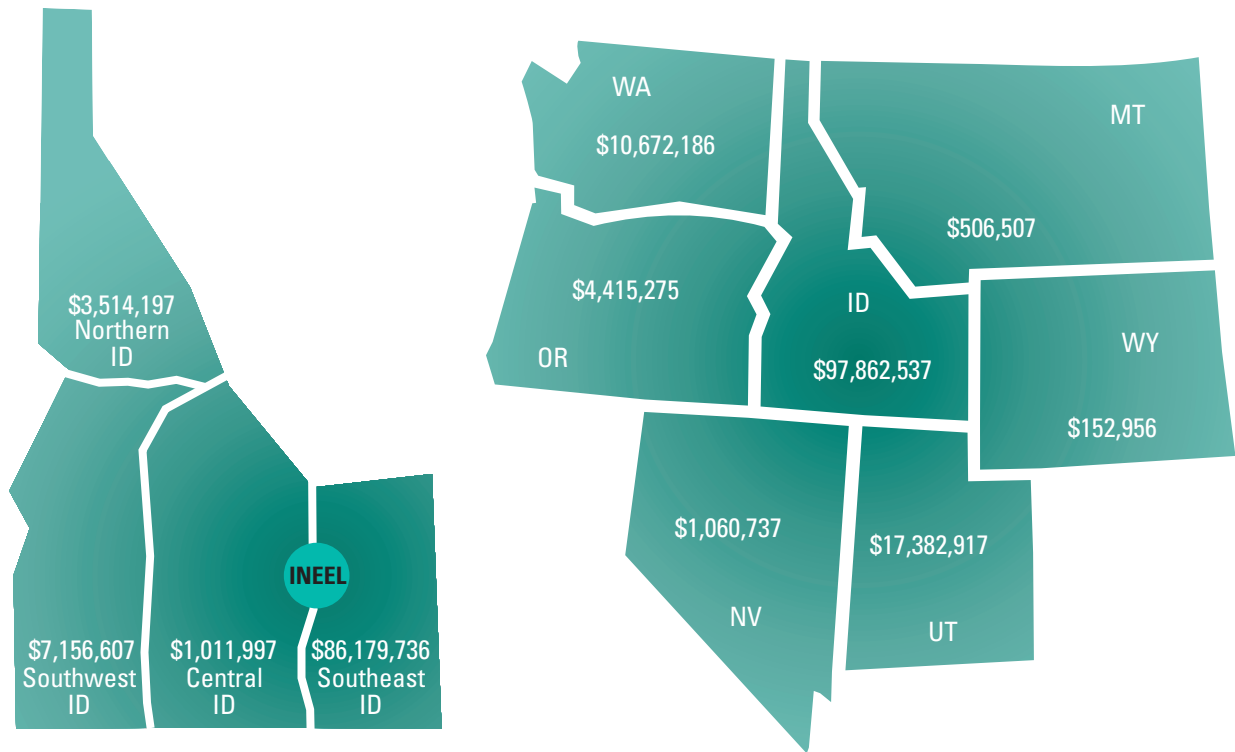 $3,514,197
Northern
ID
INEEL
$7,156,607
Southwest
ID
$1,011,997
Central
ID
$86,179,736
Southeast
ID
WA
$10,672,186
MT
$506,507
$4,415,275
OR
ID
$97,862,537
WY
$152,956
$1,060,737
NV
$17,382,917
UT